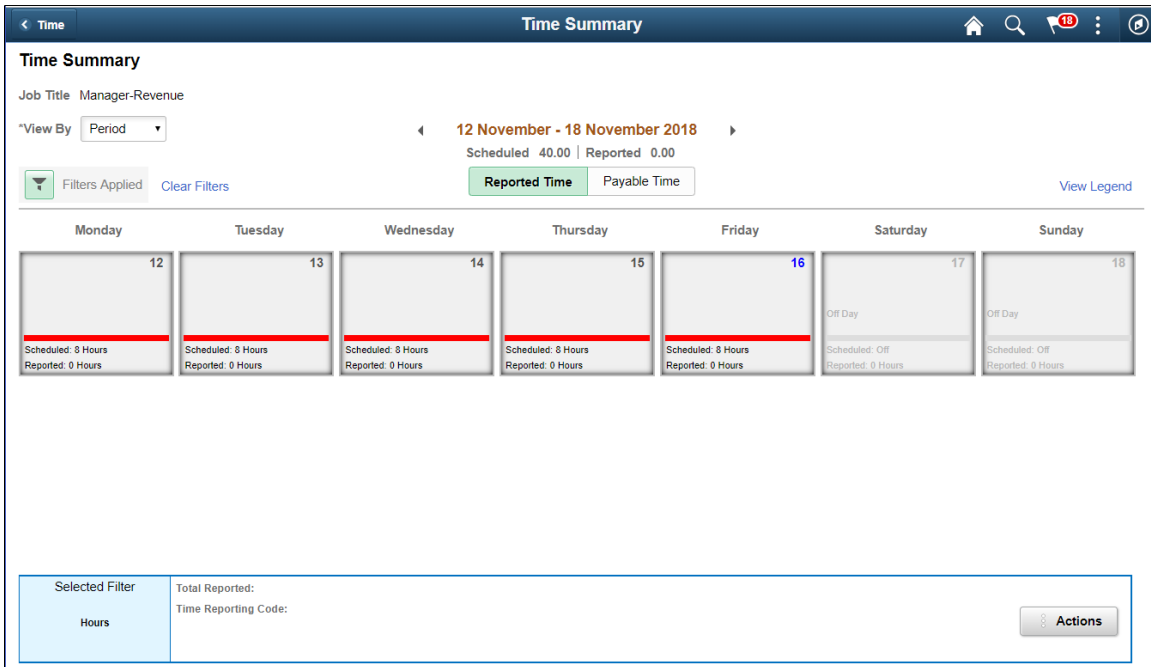 Time
Time Summary
18
Time Summary
Job Title Manager-Revenue
*View By Period
12 November - 18 November 2018
Scheduled 40.00 | Reported 0.00
Filters Applied Clear Filters
Reported Time Payable Time
View Legend
Monday Tuesday Wednesday Thursday Friday Saturday Sunday
12 13 14 15 16 17 18
Off Day Off Day
Scheduled: 8 Hours Scheduled: 8 Hours Scheduled: 8 Hours Scheduled: 8 Hours Scheduled: 8 Hours Scheduled: Off Scheduled: Off
Reported: 0 Hours Reported: 0 Hours Reported: 0 Hours Reported: 0 Hours Reported: 0 Hours Reported: 0 Hours Reported: 0 Hours
Selected Filter
Hours
Total Reported:
Time Reporting Code:
Actions